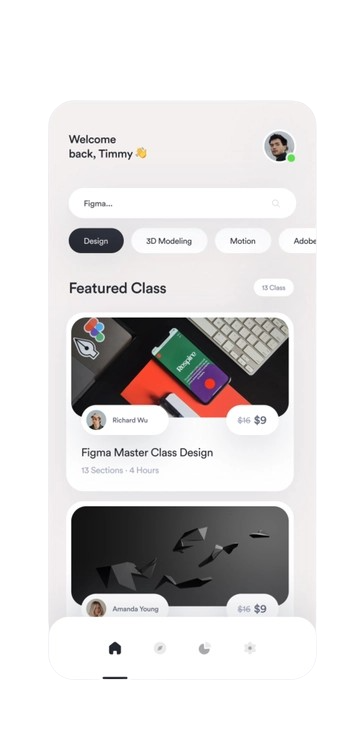 Welcome
back, Timmy 👋
Figma...
Design
3D Modeling
Motion
Adobe
Featured Class
13 Class
Respiro
Richard Wu
$16 $9
Figma Master Class Design
13 Sections · 4 Hours
Amanda Young
$16 $9